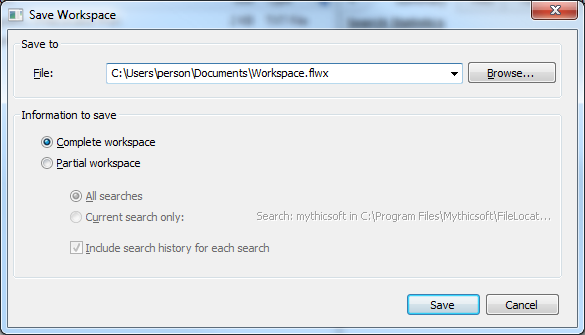 Save Workspace
Save to
File: C:\Users\person\Documents\Workspace.flwx Browse...
Information to save
Complete workspace
Partial workspace
All searches
Current search only: Search: mythicsoft in C:\Program Files\Mythicsoft\FileLocat...
Include search history for each search
Save Cancel